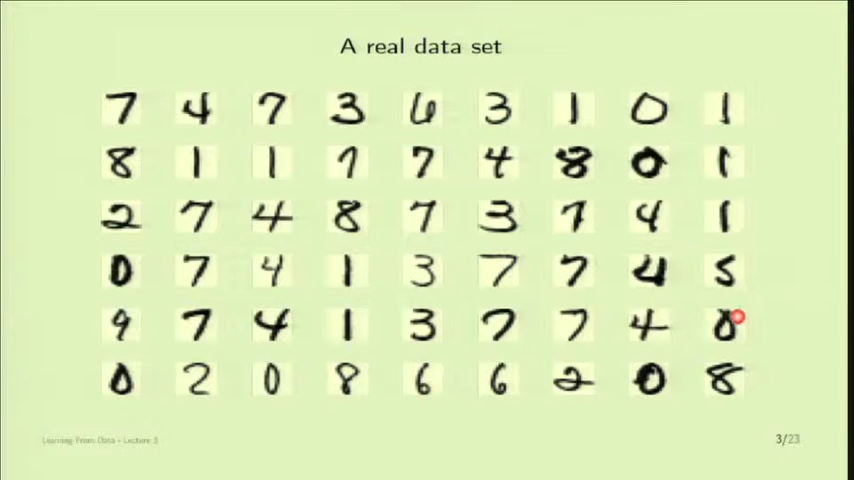 A real data set
7 4 7 3 6 3 1 0 1
8 1 1 1 7 4 8 0 1
2 7 4 8 7 3 7 4 1
0 7 4 1 3 7 7 4 5
9 7 4 1 3 7 7 4 0
0 2 0 8 6 6 2 0 8
Learning From Data - Lecture 3
3/23